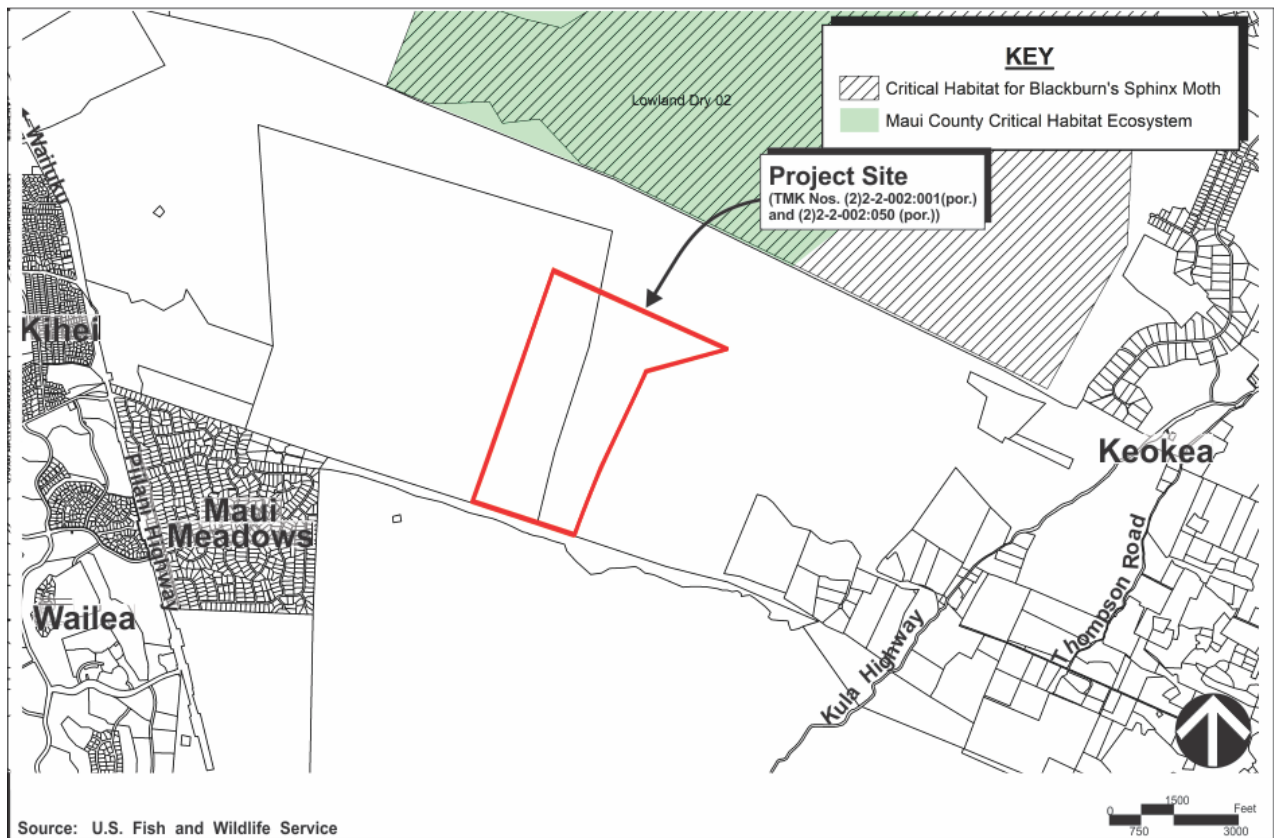 KEY
Critical Habitat for Blackburn's Sphinx Moth
Maui County Critical Habitat Ecosystem
Lowland Dry 02
Project Site
(TMK Nos. (2)2-2-002:001(por.)
and (2)2-2-002:050 (por.))
Wailuku
Kihei
Piilani Highway
Maui
Meadows
Wailea
Keokea
Thompson Road
Kula Highway
0
1500
Feet
750
3000
Source: U.S. Fish and Wildlife Service